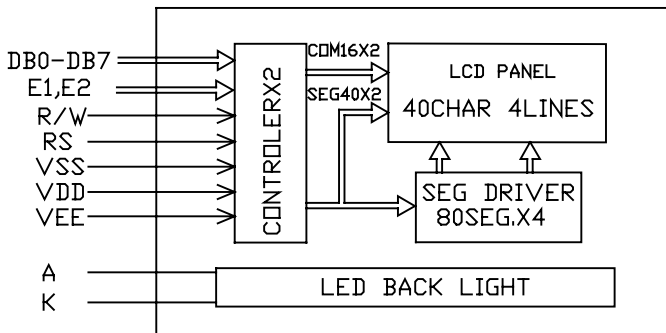 DB0-DB7
E1,E2
R/W
RS
VSS
VDD
VEE
A
K
CONTROLERX2
COM16X2
SEG40X2
LCD PANEL
40CHAR 4LINES
SEG DRIVER
80SEG.X4
LED BACK LIGHT